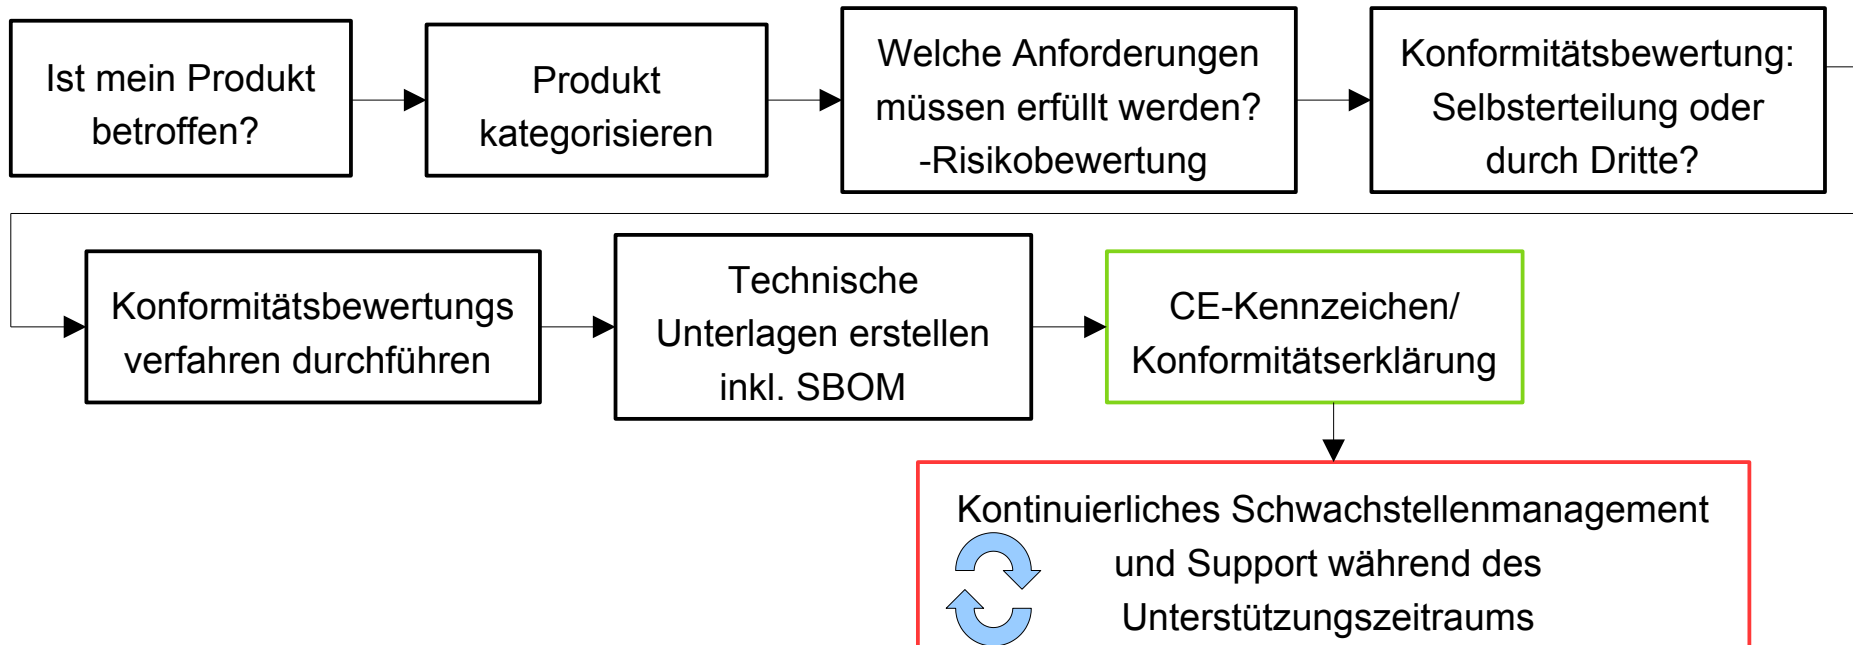 Ist mein Produkt
betroffen?
Produkt
kategorisieren
Welche Anforderungen
müssen erfüllt werden?
-Risikobewertung
Konformitätsbewertung:
Selbsterteilung oder
durch Dritte?
Konformitätsbewertungs
verfahren durchführen
Technische
Unterlagen erstellen
inkl. SBOM
CE-Kennzeichen/
Konformitätserklärung
Kontinuierliches Schwachstellenmanagement
und Support während des
Unterstützungszeitraums